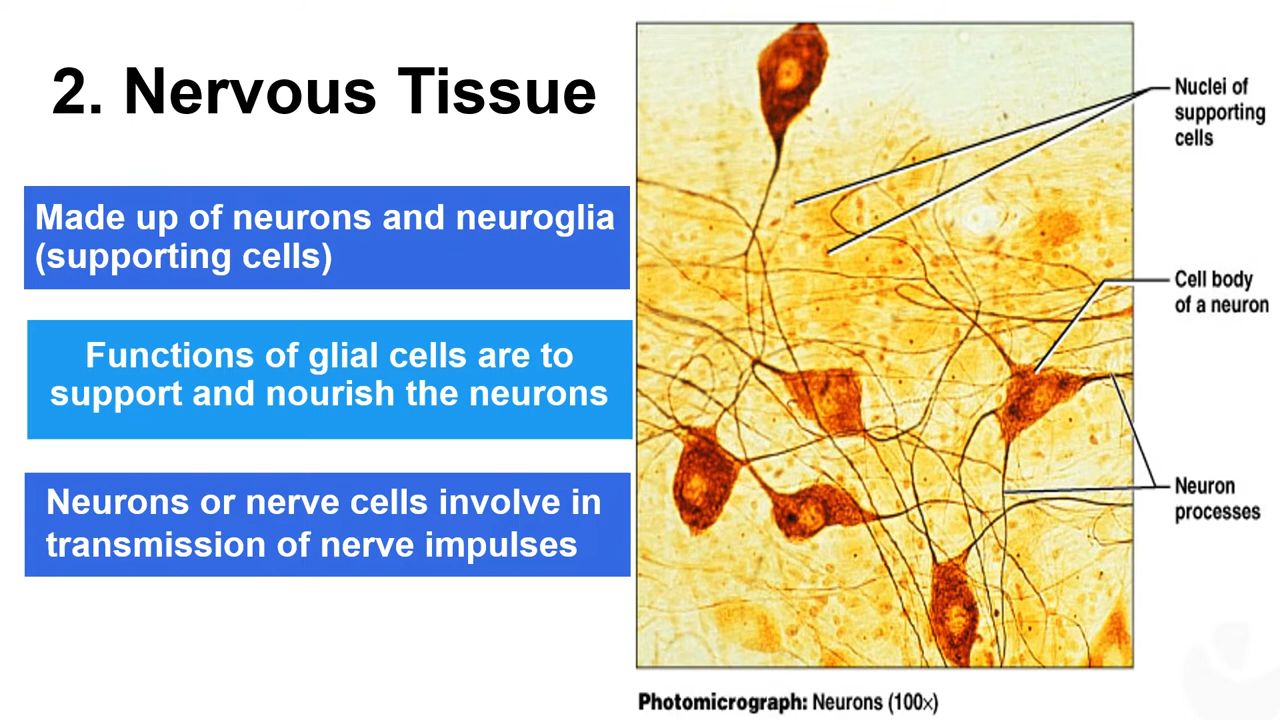 2. Nervous Tissue
Made up of neurons and neuroglia
(supporting cells)
Functions of glial cells are to
support and nourish the neurons
Neurons or nerve cells involve in
transmission of nerve impulses
Nuclei of
supporting
cells
Cell body
of a neuron
Neuron
processes
Photomicrograph: Neurons (100×)